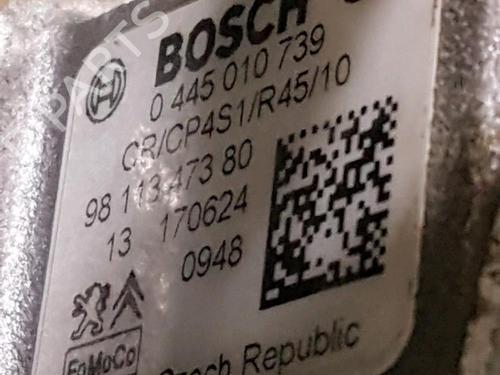 BOSCH
0 445 010 739
CR/CP4S1/R45/10
98 113 473 80
13 170624
0948
FoMoCo
Czech Republic
PARTS